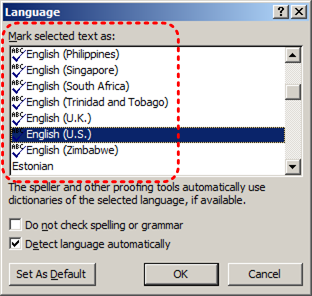 Language
Mark selected text as:
English (Philippines)
English (Singapore)
English (South Africa)
English (Trinidad and Tobago)
English (U.K.)
English (U.S.)
English (Zimbabwe)
Estonian
The speller and other proofing tools automatically use
dictionaries of the selected language, if available.
Do not check spelling or grammar
Detect language automatically
Set As Default
OK
Cancel